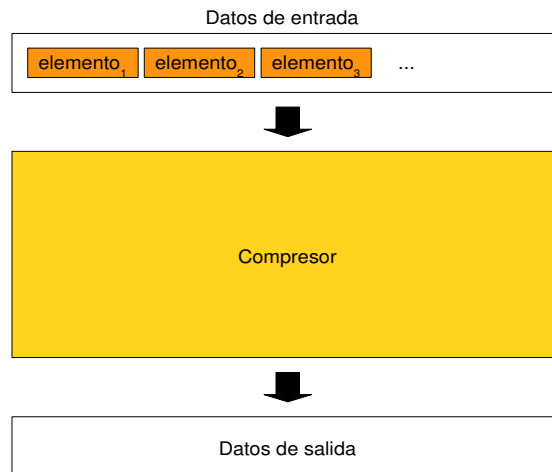 Datos de entrada
elemento₁ elemento₂ elemento₃ ...
Compresor
Datos de salida